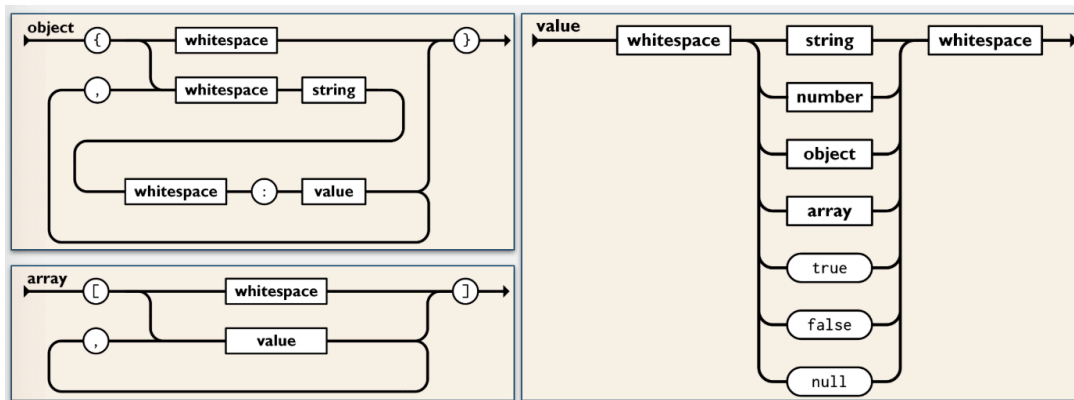 object
{ whitespace }
, whitespace string
whitespace : value
array
[ whitespace ]
, value
value
whitespace string whitespace
number
object
array
true
false
null